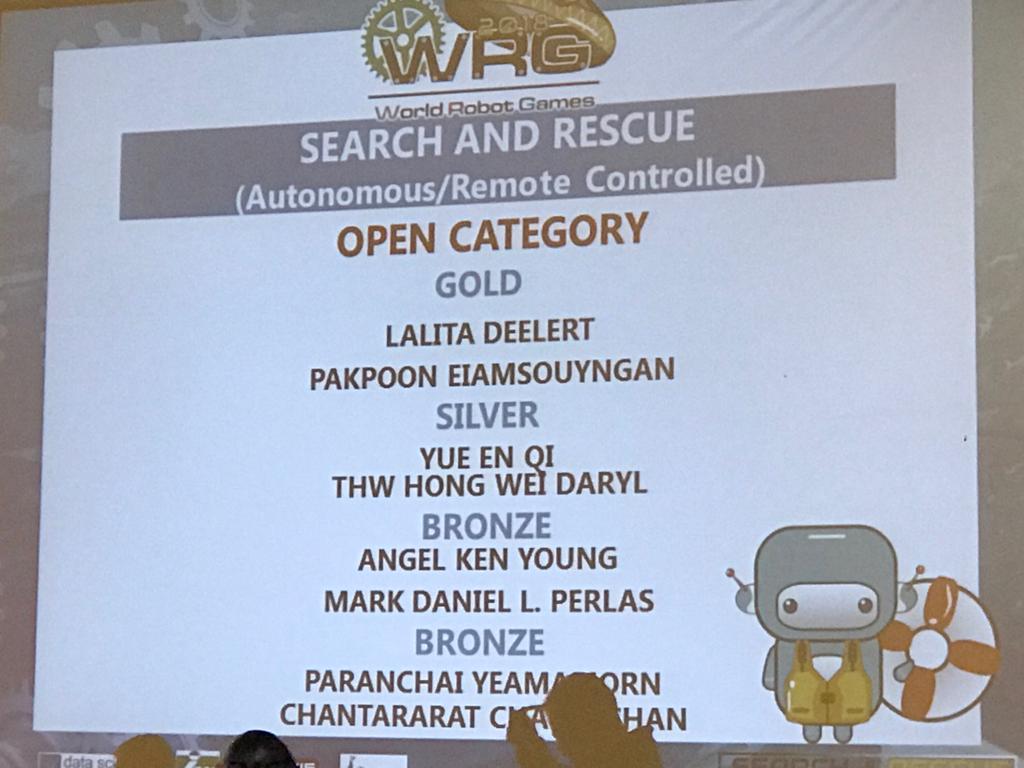 2018
WRG
World Robot Games
SEARCH AND RESCUE
(Autonomous/Remote Controlled)
OPEN CATEGORY
GOLD
LALITA DEELERT
PAKPOON EIAMSOUYNGAN
SILVER
YUE EN QI
THW HONG WEI DARYL
BRONZE
ANGEL KEN YOUNG
MARK DANIEL L. PERLAS
BRONZE
PARANCHAI
CHANTARARAT
data